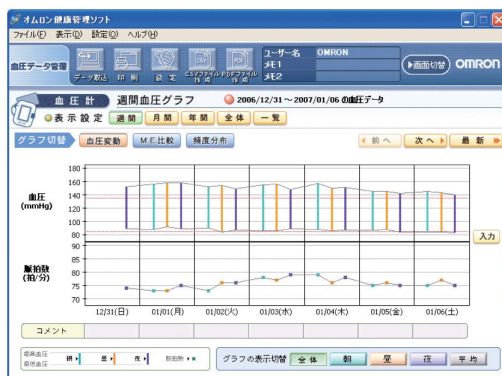 オムロン健康管理ソフト
ファイル(F) 表示(D) 設定(O) ヘルプ(H)
血圧データ管理 データ取込 印刷 設定 CSVファイル作成 PDFファイル作成
ユーザー名 OMRON
メモ1
メモ2
画面切替 OMRON
血圧計 週間血圧グラフ 2006/12/31～2007/01/06 の血圧データ
表示設定 週間 月間 年間 全体 一覧
グラフ切替 血圧変動 ME比較 頻度分布 前へ 次へ 最新
血圧
(mmHg)
180
160
140
120
100
80
入力
脈拍数
(拍/分)
90
85
80
75
70
12/31(日) 01/01(月) 01/02(火) 01/03(水) 01/04(木) 01/05(金) 01/06(土)
コメント
最高血圧
最低血圧
朝 昼 夜 脈拍数
グラフの表示切替 全体 朝 昼 夜 平均